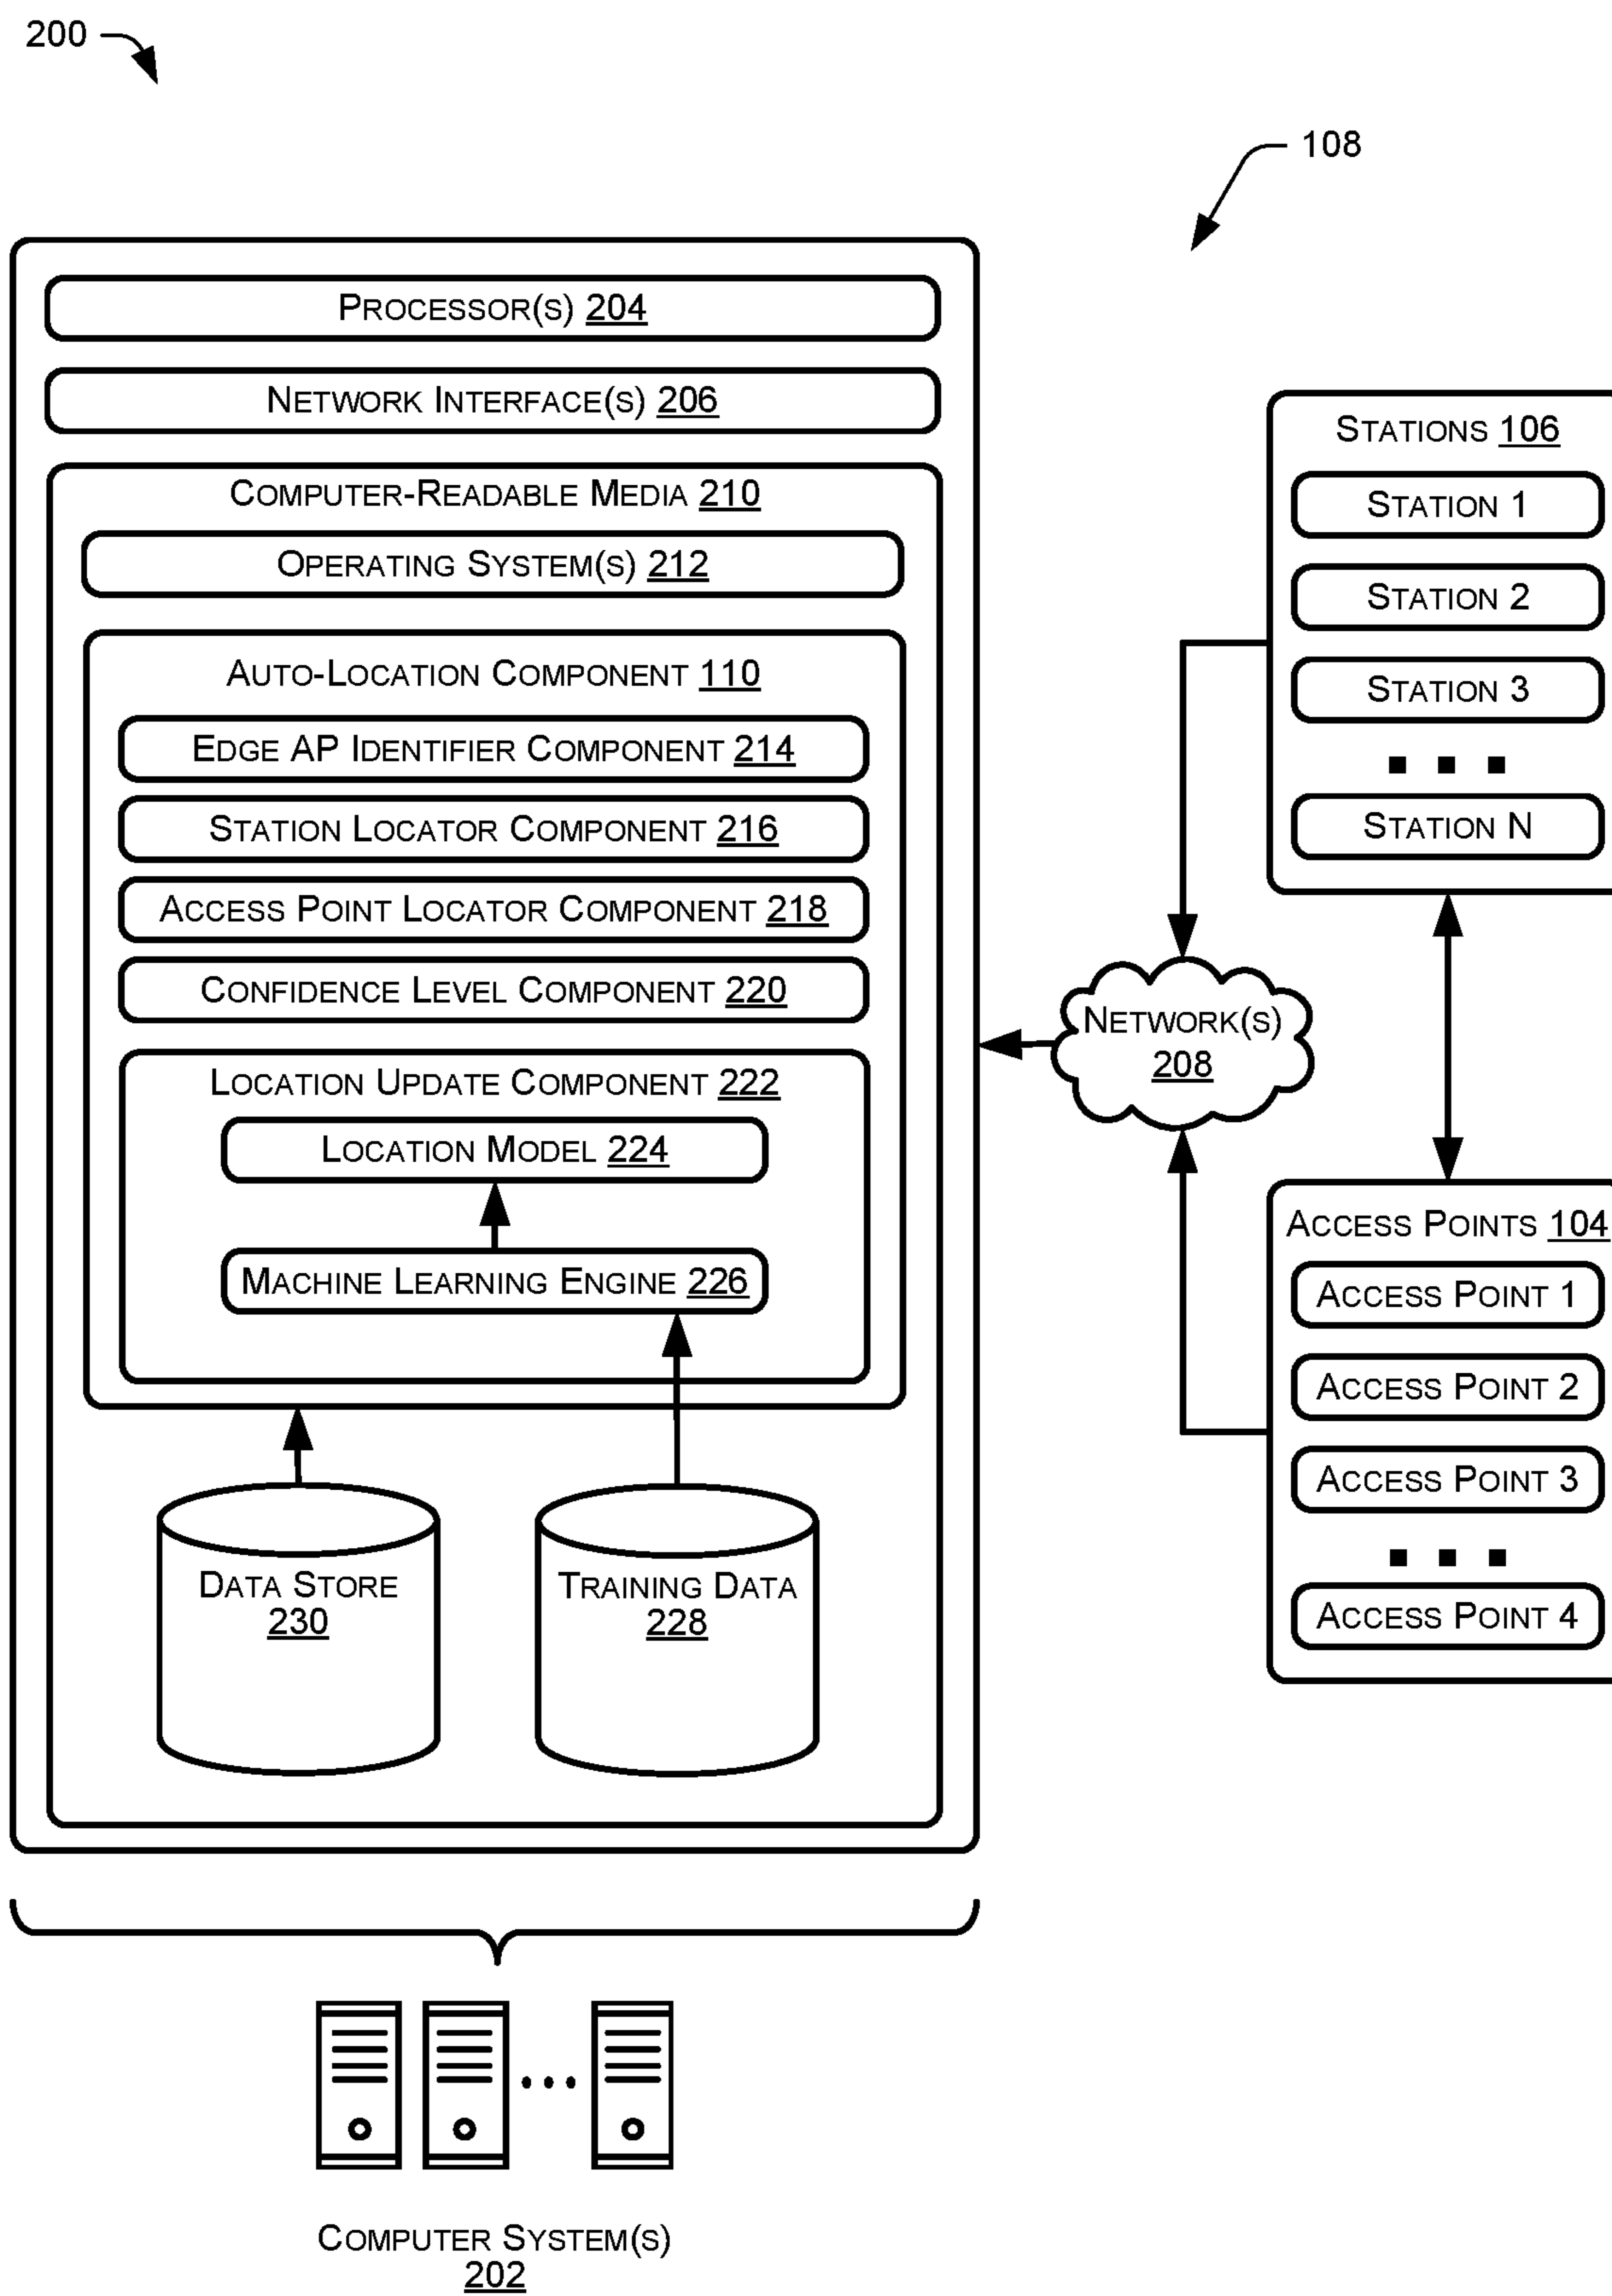 200
108
PROCESSOR(S) 204
NETWORK INTERFACE(S) 206
COMPUTER-READABLE MEDIA 210
OPERATING SYSTEM(S) 212
AUTO-LOCATION COMPONENT 110
EDGE AP IDENTIFIER COMPONENT 214
STATION LOCATOR COMPONENT 216
ACCESS POINT LOCATOR COMPONENT 218
CONFIDENCE LEVEL COMPONENT 220
LOCATION UPDATE COMPONENT 222
LOCATION MODEL 224
MACHINE LEARNING ENGINE 226
DATA STORE
230
TRAINING DATA
228
COMPUTER SYSTEM(S)
202
NETWORK(S)
208
STATIONS 106
STATION 1
STATION 2
STATION 3
STATION N
ACCESS POINTS 104
ACCESS POINT 1
ACCESS POINT 2
ACCESS POINT 3
ACCESS POINT 4